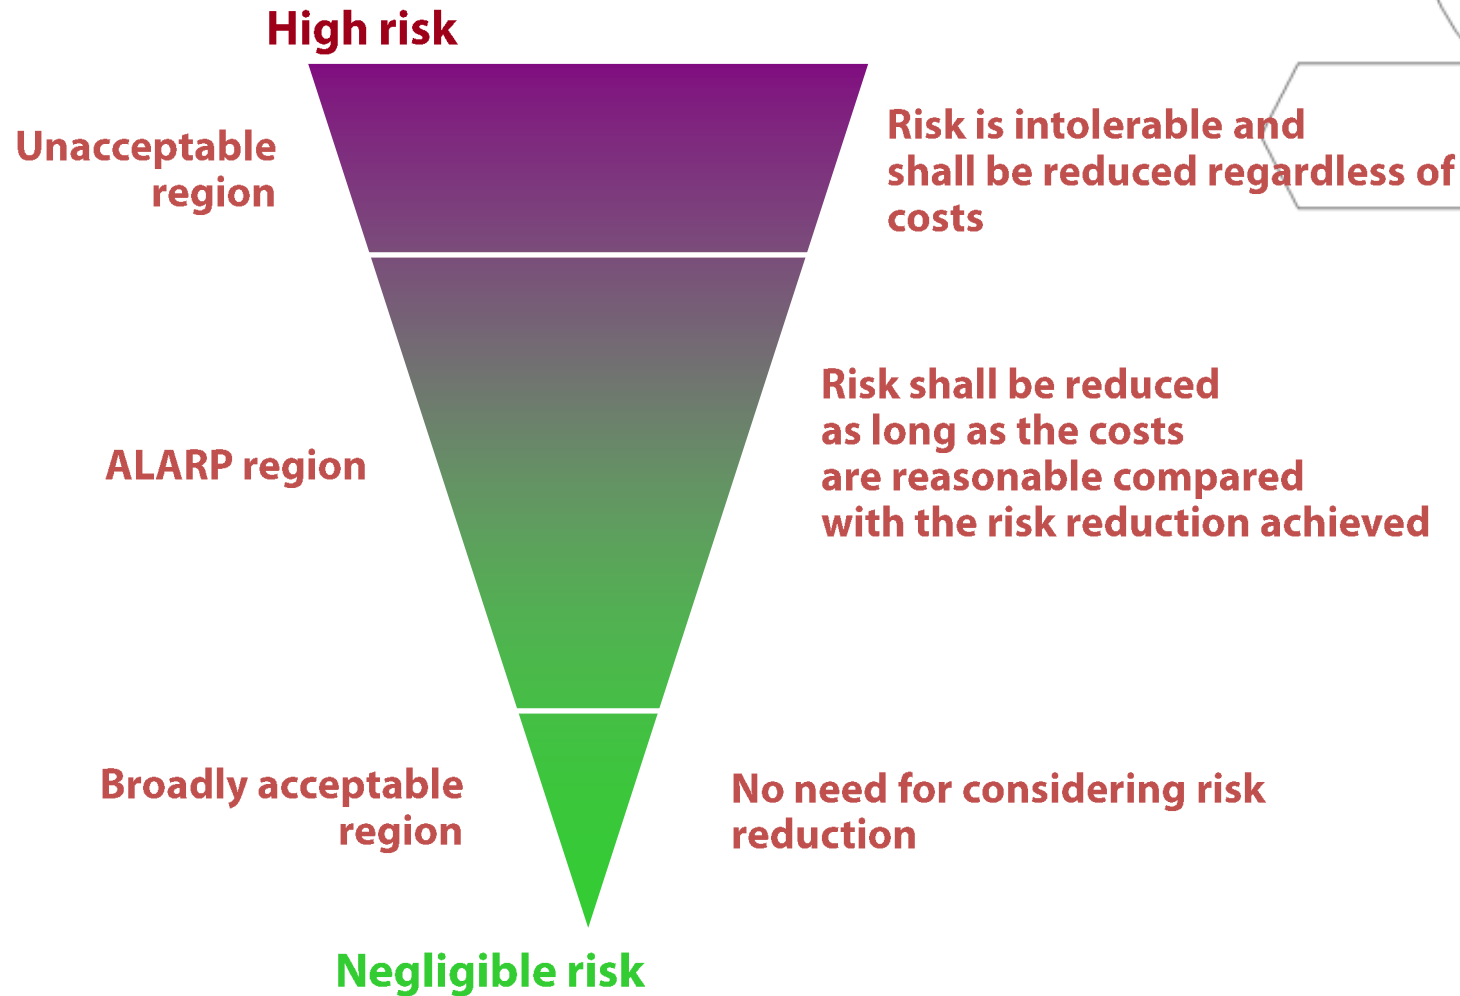 High risk
Unacceptable
region
Risk is intolerable and
shall be reduced regardless of
costs
ALARP region
Risk shall be reduced
as long as the costs
are reasonable compared
with the risk reduction achieved
Broadly acceptable
region
No need for considering risk
reduction
Negligible risk